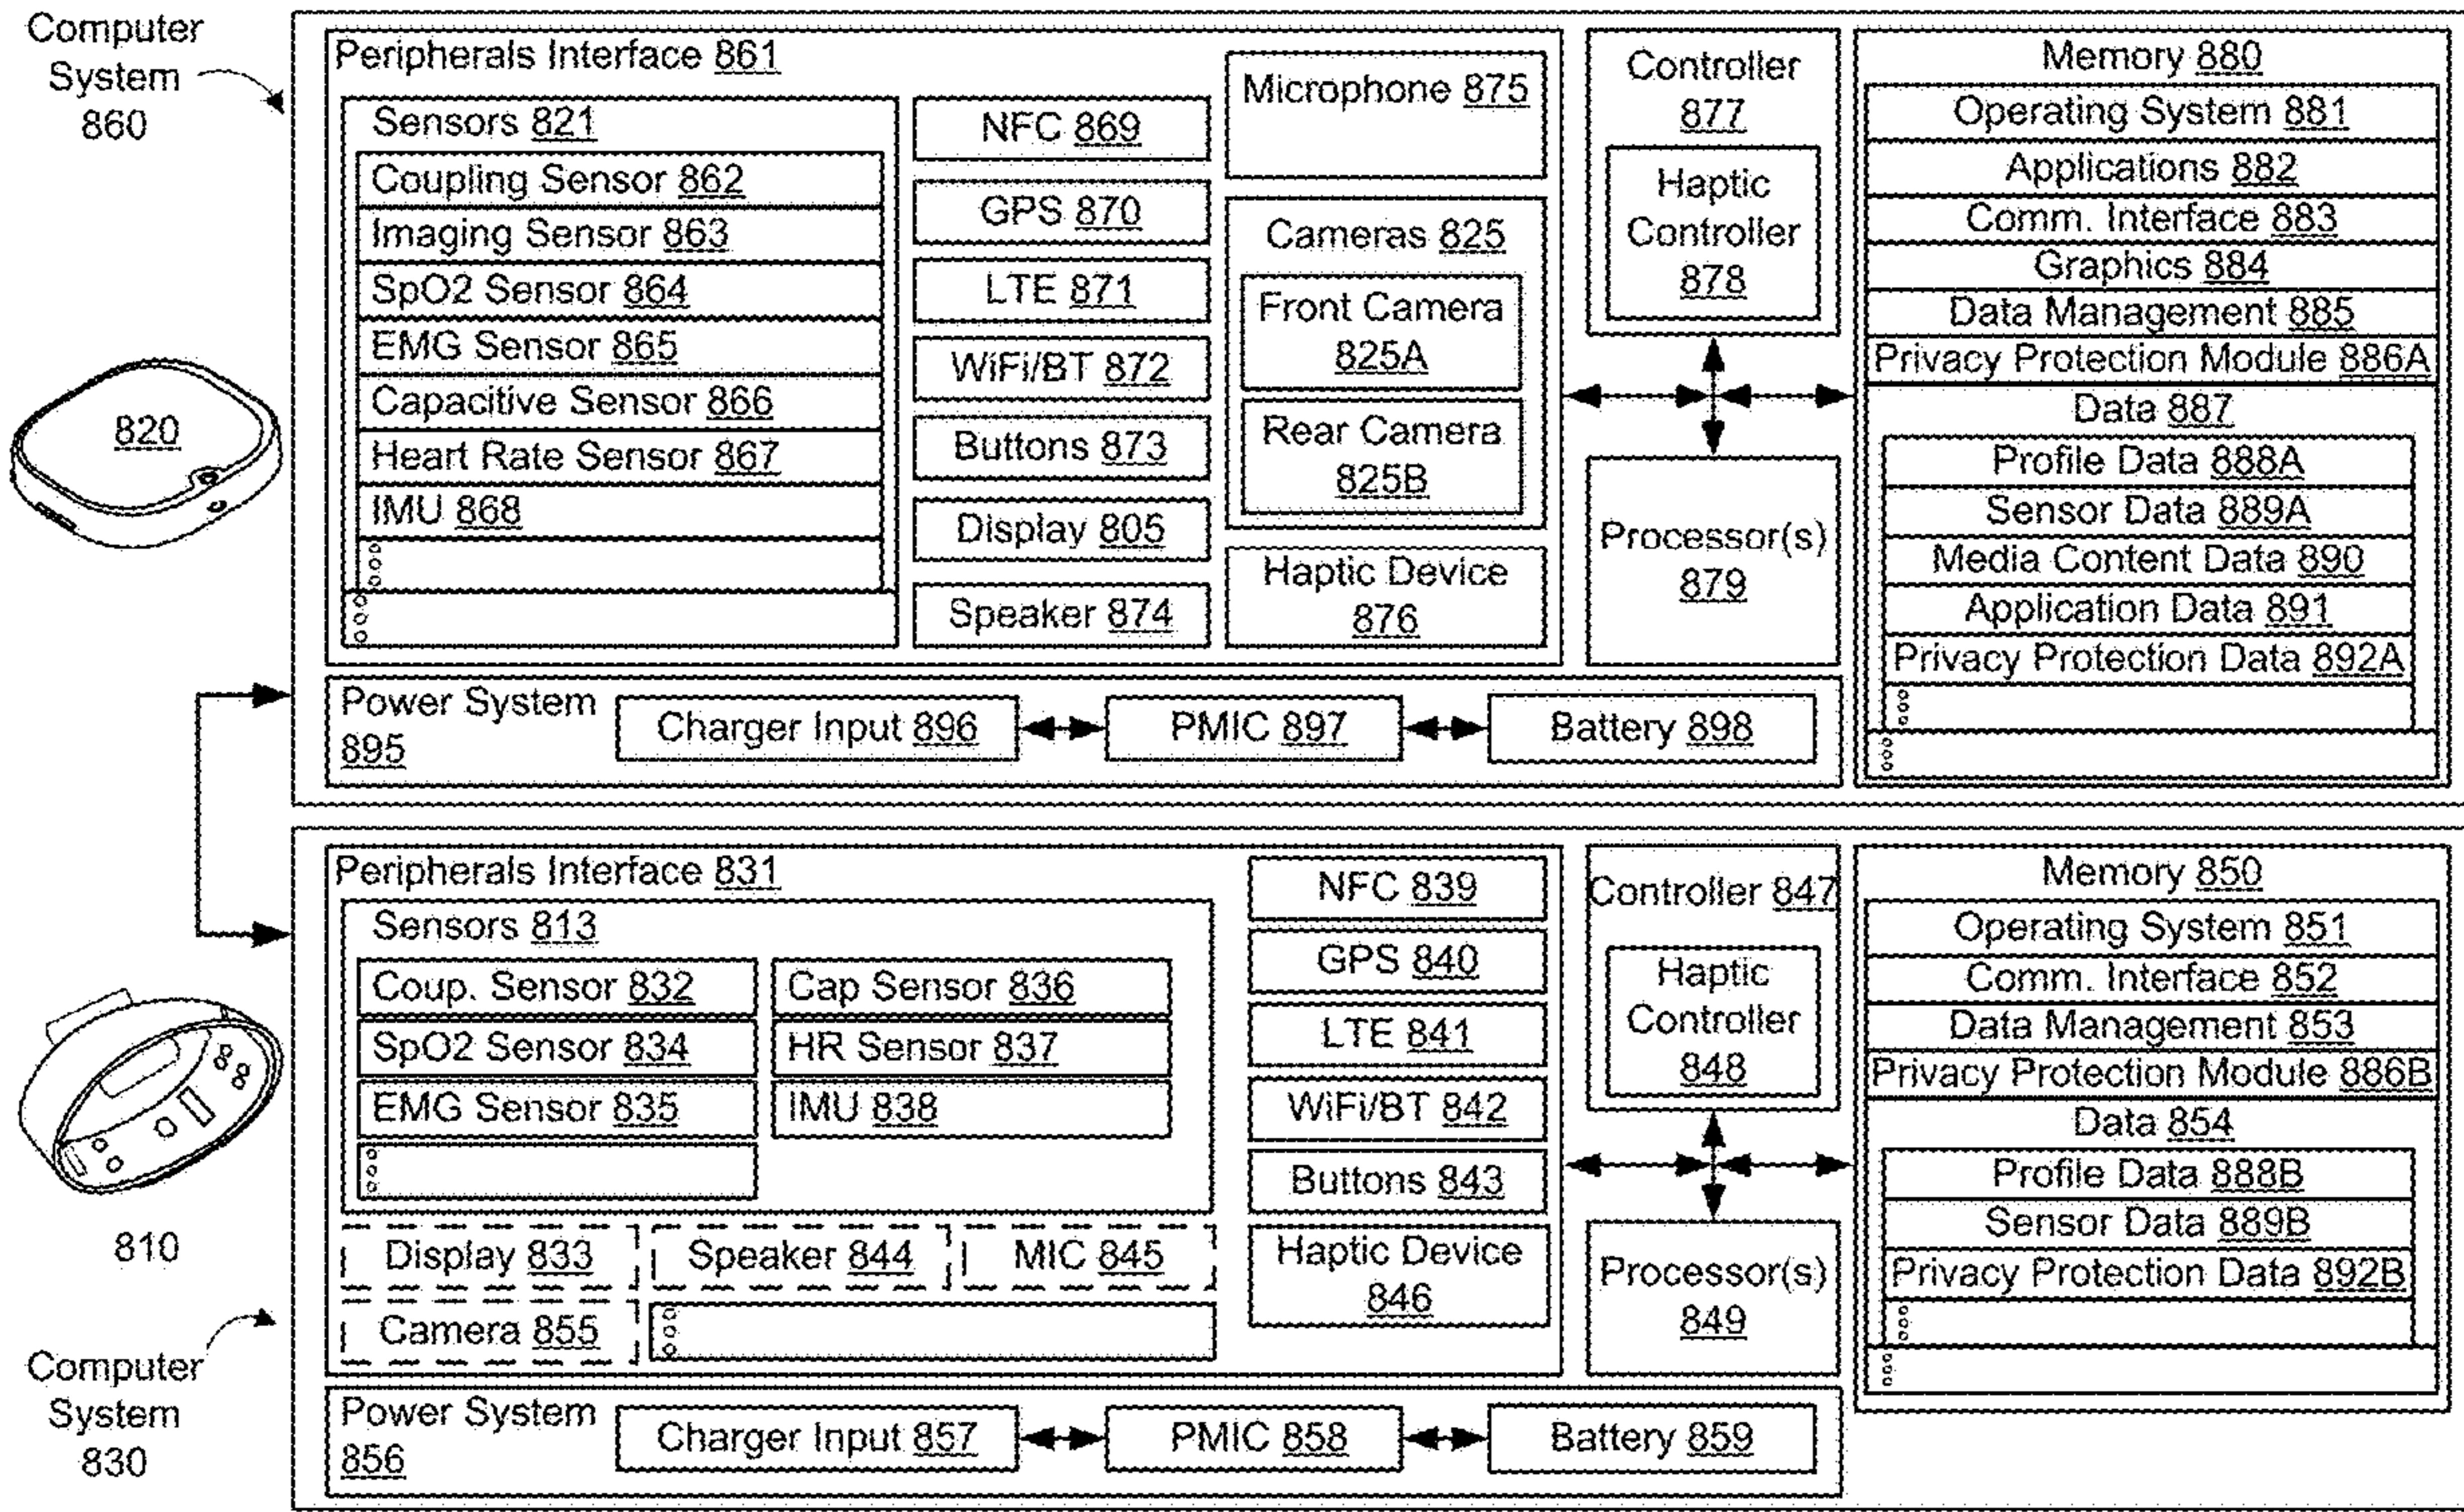 Computer
System
860
Peripherals Interface 861
Sensors 821
Coupling Sensor 862
Imaging Sensor 863
SpO2 Sensor 864
EMG Sensor 865
Capacitive Sensor 866
Heart Rate Sensor 867
IMU 868
NFC 869
GPS 870
LTE 871
WiFi/BT 872
Buttons 873
Display 805
Speaker 874
Microphone 875
Cameras 825
Front Camera
825A
Rear Camera
825B
Haptic Device
876
Controller
877
Haptic
Controller
878
Processor(s)
879
Memory 880
Operating System 881
Applications 882
Comm. Interface 883
Graphics 884
Data Management 885
Privacy Protection Module 886A
Data 887
Profile Data 888A
Sensor Data 889A
Media Content Data 890
Application Data 891
Privacy Protection Data 892A
820
Power System
895
Charger Input 896
PMIC 897
Battery 898
Peripherals Interface 831
Sensors 813
Coup. Sensor 832
SpO2 Sensor 834
EMG Sensor 835
Cap Sensor 836
HR Sensor 837
IMU 838
Display 833
Speaker 844
MIC 845
Camera 855
NFC 839
GPS 840
LTE 841
WiFi/BT 842
Buttons 843
Haptic Device
846
Controller 847
Haptic
Controller
848
Processor(s)
849
Memory 850
Operating System 851
Comm. Interface 852
Data Management 853
Privacy Protection Module 886B
Data 854
Profile Data 888B
Sensor Data 889B
Privacy Protection Data 892B
810
Computer
System
830
Power System
856
Charger Input 857
PMIC 858
Battery 859